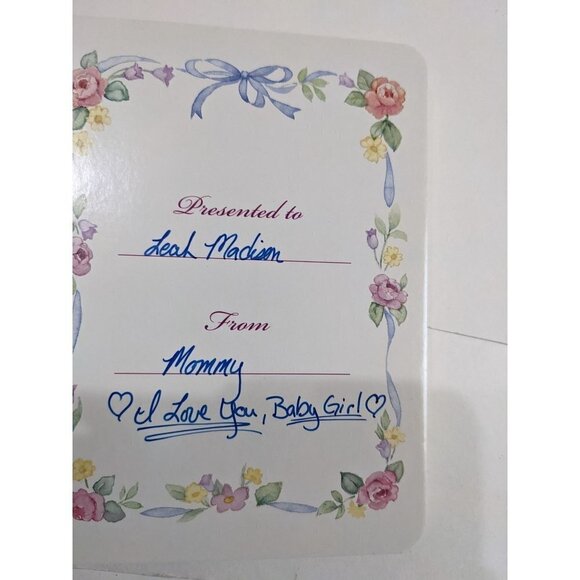 Presented to
Leah Madison
From
Mommy
♡ I Love You, Baby Girl ♡